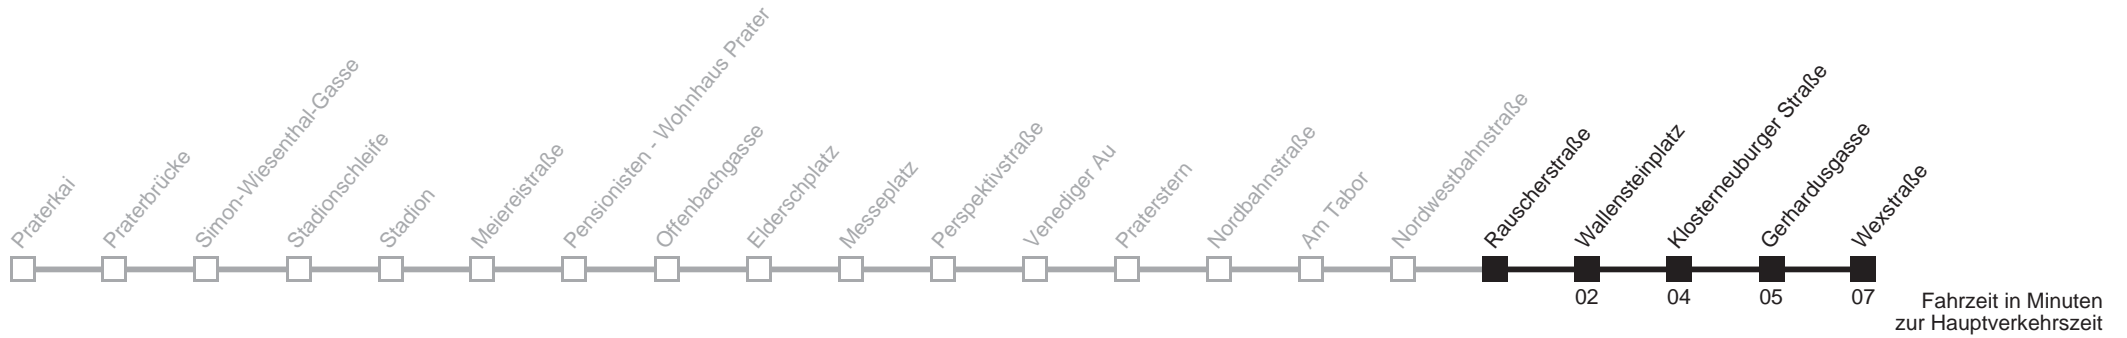 Praterkai
Praterbrücke
Simon-Wiesenthal-Gasse
Stadionschleife
Stadion
Meiereistraße
Pensionisten - Wohnhaus Prater
Offenbachgasse
Elderschplatz
Messeplatz
Perspektivstraße
Venediger Au
Praterstern
Nordbahnstraße
Am Tabor
Nordwestbahnstraße
Rauscherstraße
Wallensteinplatz
Klosterneuburger Straße
Gerhardusgasse
Wexstraße
02 04 05 07
Fahrzeit in Minuten
zur Hauptverkehrszeit